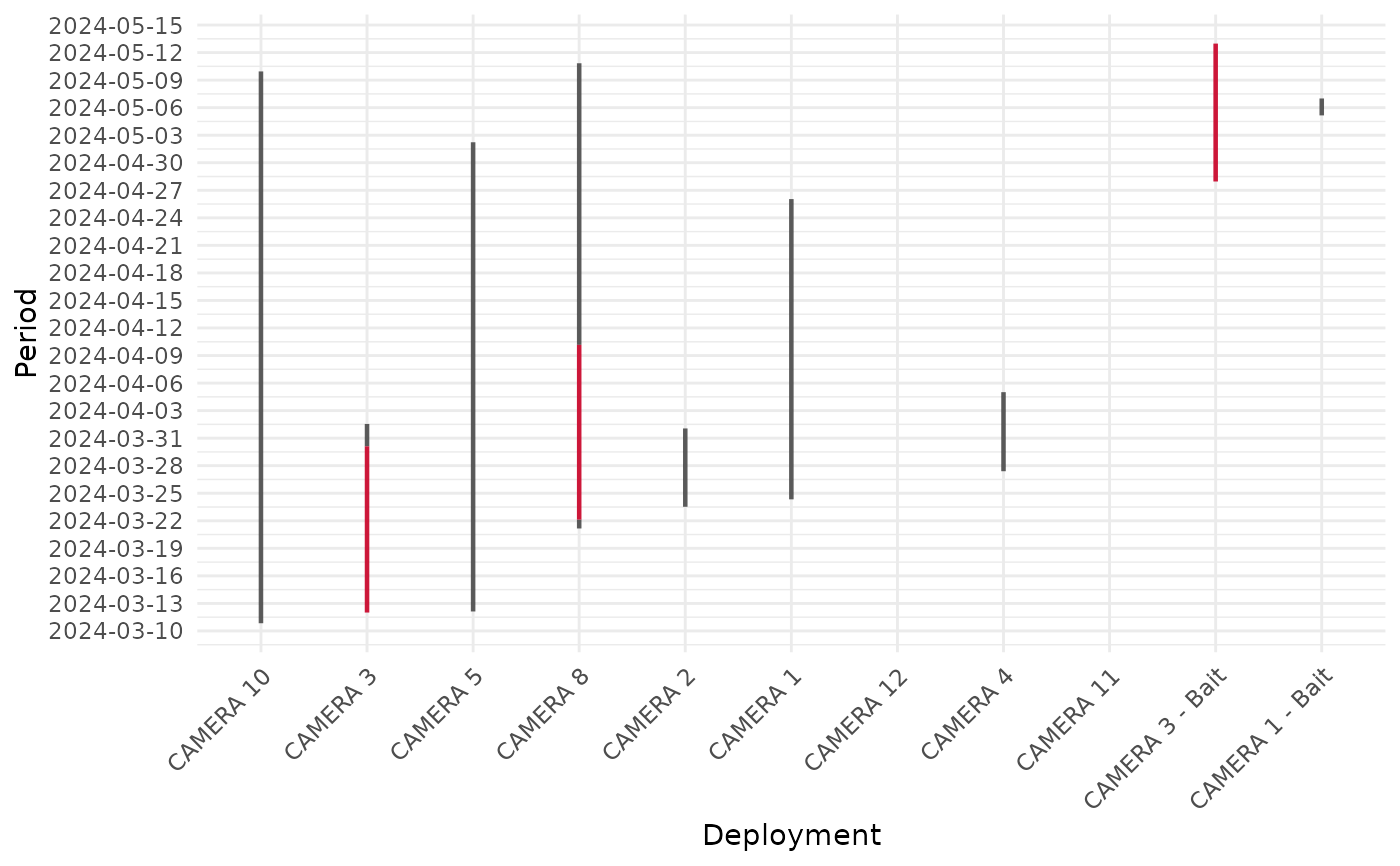 2024-05-15
2024-05-12
2024-05-09
2024-05-06
2024-05-03
2024-04-30
2024-04-27
2024-04-24
2024-04-21
2024-04-18
2024-04-15
2024-04-12
2024-04-09
2024-04-06
2024-04-03
2024-03-31
2024-03-28
2024-03-25
2024-03-22
2024-03-19
2024-03-16
2024-03-13
2024-03-10
Period
CAMERA 10
CAMERA 3
CAMERA 5
CAMERA 8
CAMERA 2
CAMERA 1
CAMERA 12
CAMERA 4
CAMERA 11
CAMERA 3 - Bait
CAMERA 1 - Bait
Deployment